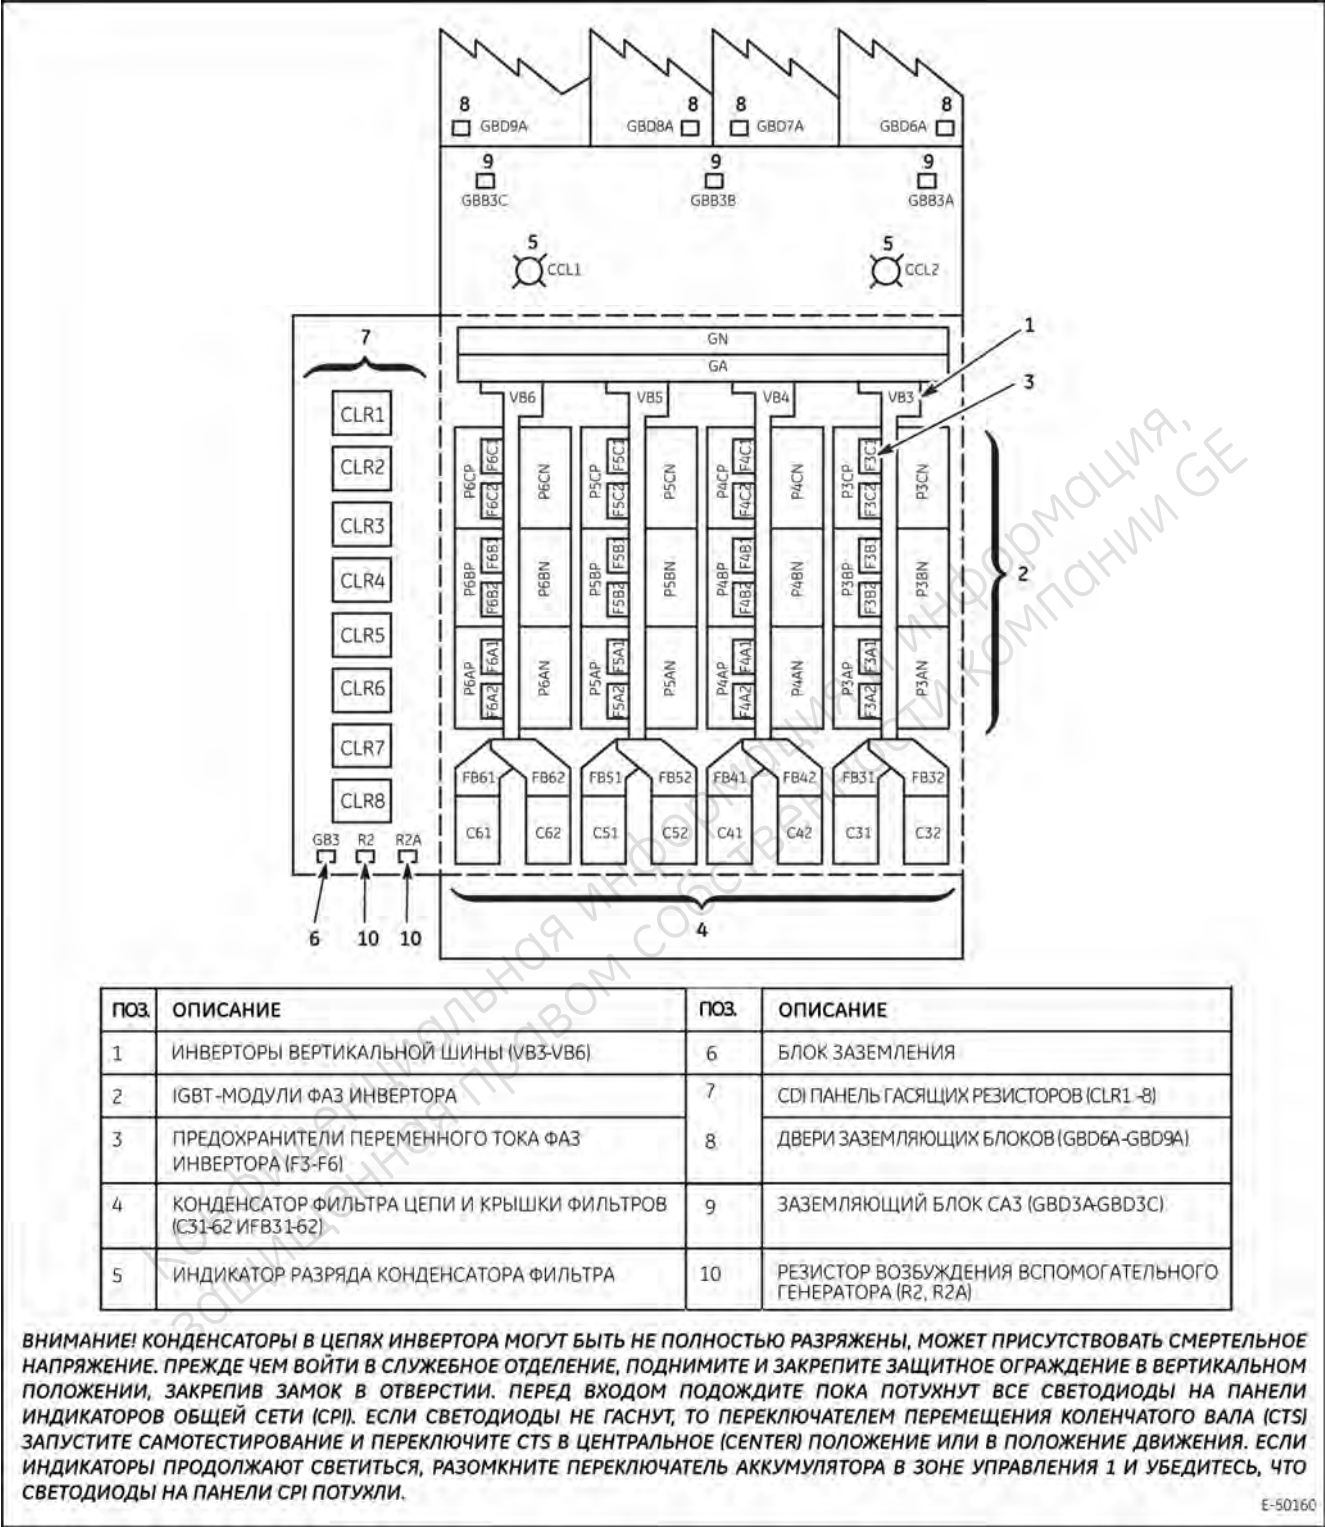 8 8 8 8
GBD9A GBD8A GBD7A GBD6A
9 9 9
GBB3C GBB3B GBB3A
5 5
CCL1 CCL2
7
GN
1
GA
3
VB6 VB5 VB4 VB3
CLR1
CLR2
CLR3
CLR4
CLR5
CLR6
CLR7
CLR8
P6CP F6C1 F6C2 P6CN P5CP F5C1 F5C2 P5CN P4CP F4C1 F4C2 P4CN P3CP F3C1 F3C2 P3CN
P6BP F6B1 F6B2 P6BN P5BP F5B1 F5B2 P5BN P4BP F4B1 F4B2 P4BN P3BP F3B1 F3B2 P3BN
2
P6AP F6A1 F6A2 P6AN P5AP F5A1 F5A2 P5AN P4AP F4A1 F4A2 P4AN P3AP F3A1 F3A2 P3AN
FB61 FB62 FB51 FB52 FB41 FB42 FB31 FB32
C61 C62 C51 C52 C41 C42 C31 C32
GB3 R2 R2A
6 10 10
4
ПОЗ. ОПИСАНИЕ ПОЗ. ОПИСАНИЕ
1 ИНВЕРТОРЫ ВЕРТИКАЛЬНОЙ ШИНЫ (VB3-VB6) 6 БЛОК ЗАЗЕМЛЕНИЯ
2 IGBT-МОДУЛИ ФАЗ ИНВЕРТОРА 7 CDI ПАНЕЛЬ ГАСЯЩИХ РЕЗИСТОРОВ (CLR1 -8)
3 ПРЕДОХРАНИТЕЛИ ПЕРЕМЕННОГО ТОКА ФАЗ
ИНВЕРТОРА (F3-F6)
8 ДВЕРИ ЗАЗЕМЛЯЮЩИХ БЛОКОВ (GBD6A-GBD9A)
4 КОНДЕНСАТОР ФИЛЬТРА ЦЕПИ И КРЫШКИ ФИЛЬТРОВ
(C31-62 ИFB31-62)
9 ЗАЗЕМЛЯЮЩИЙ БЛОК CA3 (GBD3A-GBD3C)
5 ИНДИКАТОР РАЗРЯДА КОНДЕНСАТОРА ФИЛЬТРА
10 РЕЗИСТОР ВОЗБУЖДЕНИЯ ВСПОМОГАТЕЛЬНОГО
ГЕНЕРАТОРА (R2, R2A)
Конфиденциальная информация и информация,
защищенная правом собственности компании GE
ВНИМАНИЕ! КОНДЕНСАТОРЫ В ЦЕПЯХ ИНВЕРТОРА МОГУТ БЫТЬ НЕ ПОЛНОСТЬЮ РАЗРЯЖЕНЫ, МОЖЕТ ПРИСУТСТВОВАТЬ СМЕРТЕЛЬНОЕ
НАПРЯЖЕНИЕ. ПРЕЖДЕ ЧЕМ ВОЙТИ В СЛУЖЕБНОЕ ОТДЕЛЕНИЕ, ПОДНИМИТЕ И ЗАКРЕПИТЕ ЗАЩИТНОЕ ОГРАЖДЕНИЕ В ВЕРТИКАЛЬНОМ
ПОЛОЖЕНИИ, ЗАКРЕПИВ ЗАМОК В ОТВЕРСТИИ. ПЕРЕД ВХОДОМ ПОДОЖДИТЕ ПОКА ПОТУХНУТ ВСЕ СВЕТОДИОДЫ НА ПАНЕЛИ
ИНДИКАТОРОВ ОБЩЕЙ СЕТИ (CPI). ЕСЛИ СВЕТОДИОДЫ НЕ ГАСНУТ, ТО ПЕРЕКЛЮЧАТЕЛЕМ ПЕРЕМЕЩЕНИЯ КОЛЕНЧАТОГО ВАЛА (CTS)
ЗАПУСТИТЕ САМОТЕСТИРОВАНИЕ И ПЕРЕКЛЮЧИТЕ CTS В ЦЕНТРАЛЬНОЕ (CENTER) ПОЛОЖЕНИЕ ИЛИ В ПОЛОЖЕНИЕ ДВИЖЕНИЯ. ЕСЛИ
ИНДИКАТОРЫ ПРОДОЛЖАЮТ СВЕТИТЬСЯ, РАЗОМКНИТЕ ПЕРЕКЛЮЧАТЕЛЬ АККУМУЛЯТОРА В ЗОНЕ УПРАВЛЕНИЯ 1 И УБЕДИТЕСЬ, ЧТО
СВЕТОДИОДЫ НА ПАНЕЛИ CPI ПОТУХЛИ.
E-50160